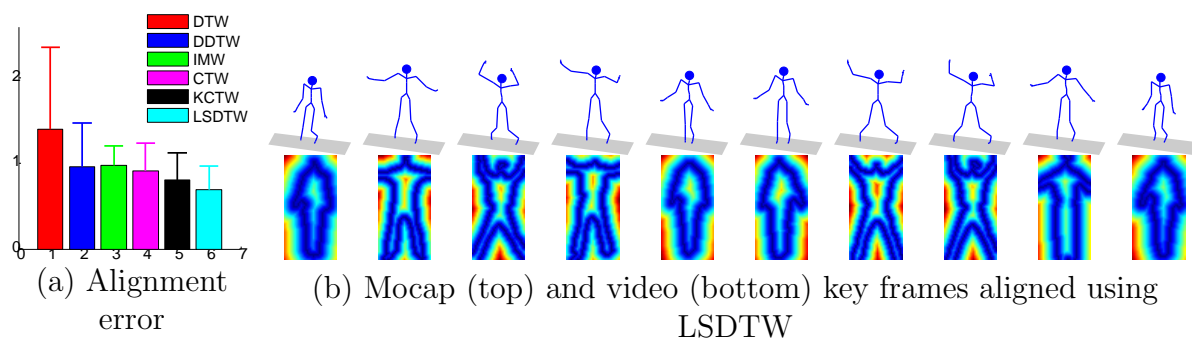 DTW
DDTW
IMW
CTW
KCTW
LSDTW
2
1
0
0 1 2 3 4 5 6 7
(a) Alignment
error
(b) Mocap (top) and video (bottom) key frames aligned using
LSDTW